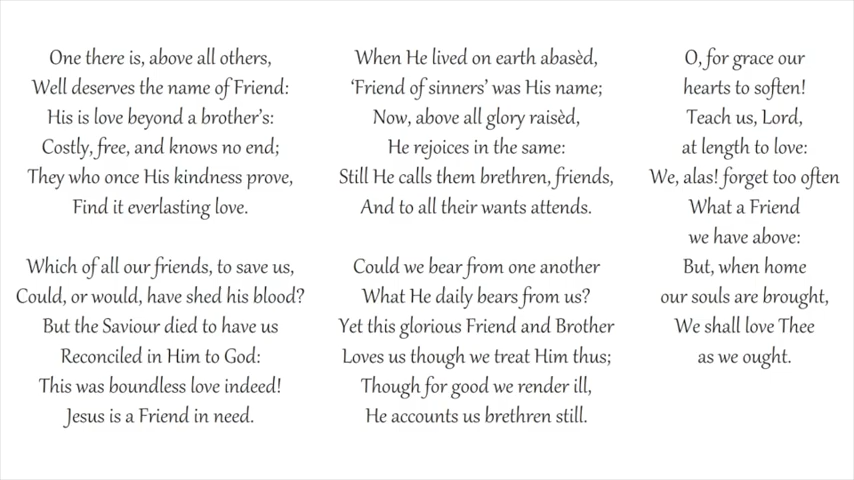 One there is, above all others,
Well deserves the name of Friend:
His is love beyond a brother's:
Costly, free, and knows no end;
They who once His kindness prove,
Find it everlasting love.
Which of all our friends, to save us,
Could, or would, have shed his blood?
But the Saviour died to have us
Reconciled in Him to God:
This was boundless love indeed!
Jesus is a Friend in need.
When He lived on earth abasèd,
‘Friend of sinners’ was His name;
Now, above all glory raisèd,
He rejoices in the same:
Still He calls them brethren, friends,
And to all their wants attends.
Could we bear from one another
What He daily bears from us?
Yet this glorious Friend and Brother
Loves us though we treat Him thus;
Though for good we render ill,
He accounts us brethren still.
O, for grace our
hearts to soften!
Teach us, Lord,
at length to love:
We, alas! forget too often
What a Friend
we have above:
But, when home
our souls are brought,
We shall love Thee
as we ought.